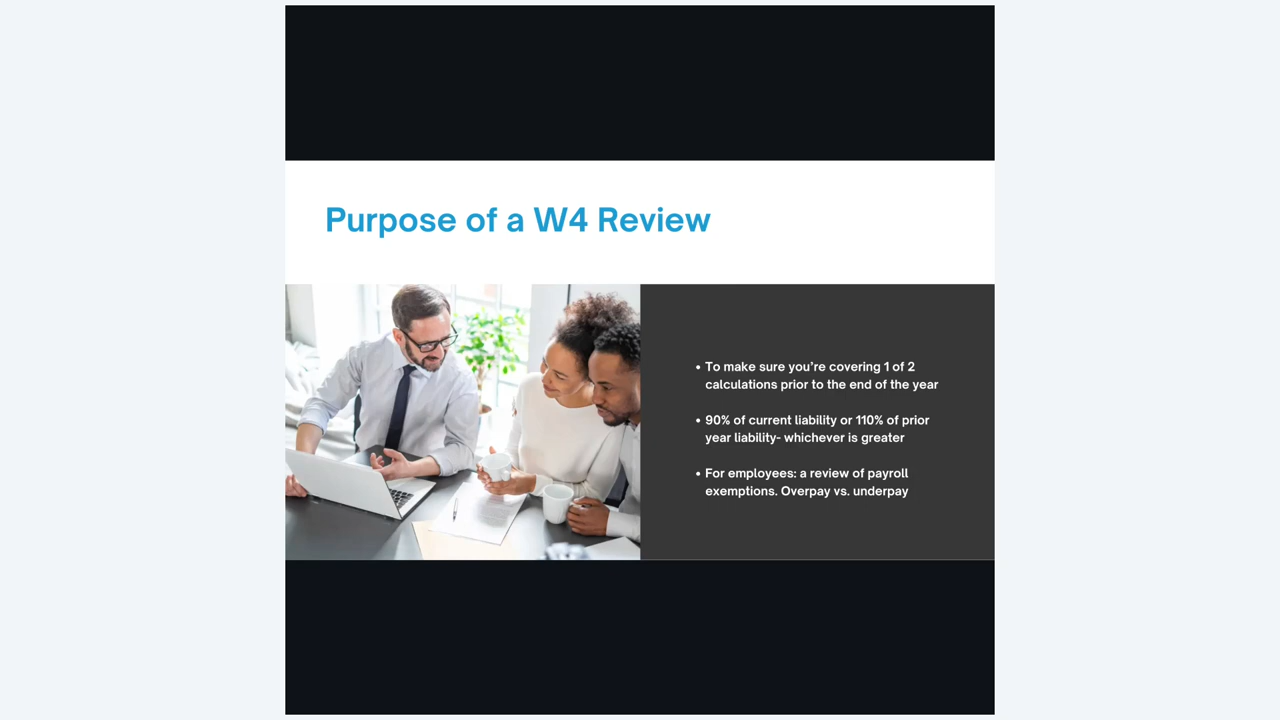 Purpose of a W4 Review
• To make sure you’re covering 1 of 2
calculations prior to the end of the year
• 90% of current liability or 110% of prior
year liability- whichever is greater
• For employees: a review of payroll
exemptions. Overpay vs. underpay